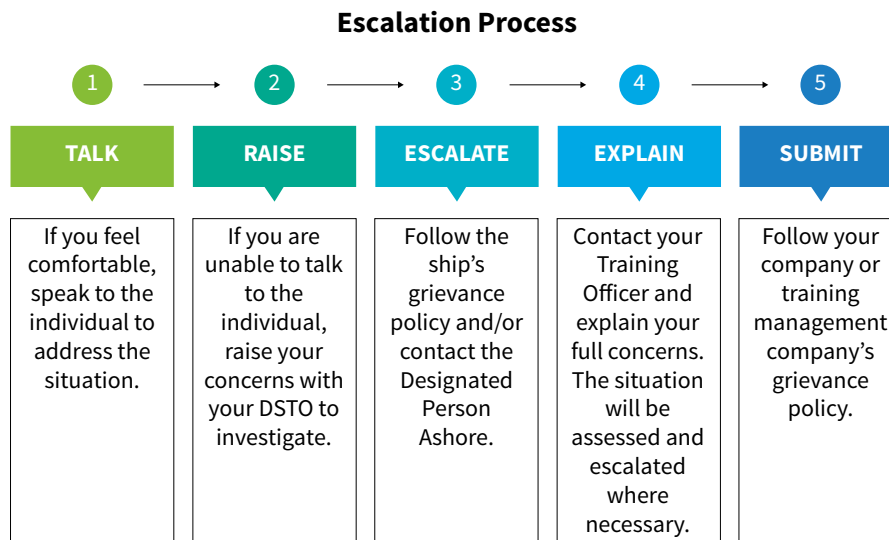 Escalation Process
1
2
3
4
5
TALK
RAISE
ESCALATE
EXPLAIN
SUBMIT
If you feel
comfortable,
speak to the
individual to
address the
situation.
If you are
unable to talk
to the
individual,
raise your
concerns with
your DSTO to
investigate.
Follow the
ship's
grievance
policy and/or
contact the
Designated
Person
Ashore.
Contact your
Training
Officer and
explain your
full concerns.
The situation
will be
assessed and
escalated
where
necessary.
Follow your
company or
training
management
company's
grievance
policy.